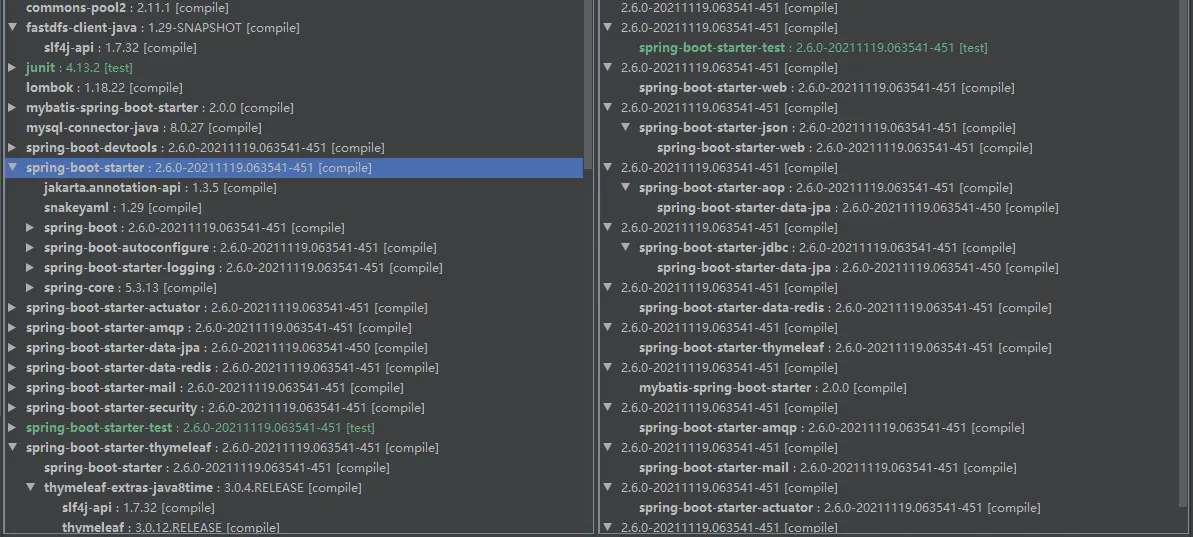 commons-pool2 : 2.11.1 [compile]
fastdfs-client-java : 1.29-SNAPSHOT [compile]
slf4j-api : 1.7.32 [compile]
junit : 4.13.2 [test]
lombok : 1.18.22 [compile]
mybatis-spring-boot-starter : 2.0.0 [compile]
mysql-connector-java : 8.0.27 [compile]
spring-boot-devtools : 2.6.0-20211119.063541-451 [compile]
spring-boot-starter : 2.6.0-20211119.063541-451 [compile]
jakarta.annotation-api : 1.3.5 [compile]
snakeyaml : 1.29 [compile]
spring-boot : 2.6.0-20211119.063541-451 [compile]
spring-boot-autoconfigure : 2.6.0-20211119.063541-451 [compile]
spring-boot-starter-logging : 2.6.0-20211119.063541-451 [compile]
spring-core : 5.3.13 [compile]
spring-boot-starter-actuator : 2.6.0-20211119.063541-451 [compile]
spring-boot-starter-amqp : 2.6.0-20211119.063541-451 [compile]
spring-boot-starter-data-jpa : 2.6.0-20211119.063541-450 [compile]
spring-boot-starter-data-redis : 2.6.0-20211119.063541-451 [compile]
spring-boot-starter-mail : 2.6.0-20211119.063541-451 [compile]
spring-boot-starter-security : 2.6.0-20211119.063541-451 [compile]
spring-boot-starter-test : 2.6.0-20211119.063541-451 [test]
spring-boot-starter-thymeleaf : 2.6.0-20211119.063541-451 [compile]
spring-boot-starter : 2.6.0-20211119.063541-451 [compile]
thymeleaf-extras-java8time : 3.0.4.RELEASE [compile]
slf4j-api : 1.7.32 [compile]
thymeleaf : 3.0.12.RELEASE [compile]
2.6.0-20211119.063541-451 [compile]
2.6.0-20211119.063541-451 [compile]
spring-boot-starter-test : 2.6.0-20211119.063541-451 [test]
2.6.0-20211119.063541-451 [compile]
spring-boot-starter-web : 2.6.0-20211119.063541-451 [compile]
2.6.0-20211119.063541-451 [compile]
spring-boot-starter-json : 2.6.0-20211119.063541-451 [compile]
spring-boot-starter-web : 2.6.0-20211119.063541-451 [compile]
2.6.0-20211119.063541-451 [compile]
spring-boot-starter-aop : 2.6.0-20211119.063541-451 [compile]
spring-boot-starter-data-jpa : 2.6.0-20211119.063541-450 [compile]
2.6.0-20211119.063541-451 [compile]
spring-boot-starter-jdbc : 2.6.0-20211119.063541-451 [compile]
spring-boot-starter-data-jpa : 2.6.0-20211119.063541-450 [compile]
2.6.0-20211119.063541-451 [compile]
spring-boot-starter-data-redis : 2.6.0-20211119.063541-451 [compile]
2.6.0-20211119.063541-451 [compile]
spring-boot-starter-thymeleaf : 2.6.0-20211119.063541-451 [compile]
2.6.0-20211119.063541-451 [compile]
mybatis-spring-boot-starter : 2.0.0 [compile]
2.6.0-20211119.063541-451 [compile]
spring-boot-starter-amqp : 2.6.0-20211119.063541-451 [compile]
2.6.0-20211119.063541-451 [compile]
spring-boot-starter-mail : 2.6.0-20211119.063541-451 [compile]
2.6.0-20211119.063541-451 [compile]
spring-boot-starter-actuator : 2.6.0-20211119.063541-451 [compile]
2.6.0-20211119.063541-451 [compile]